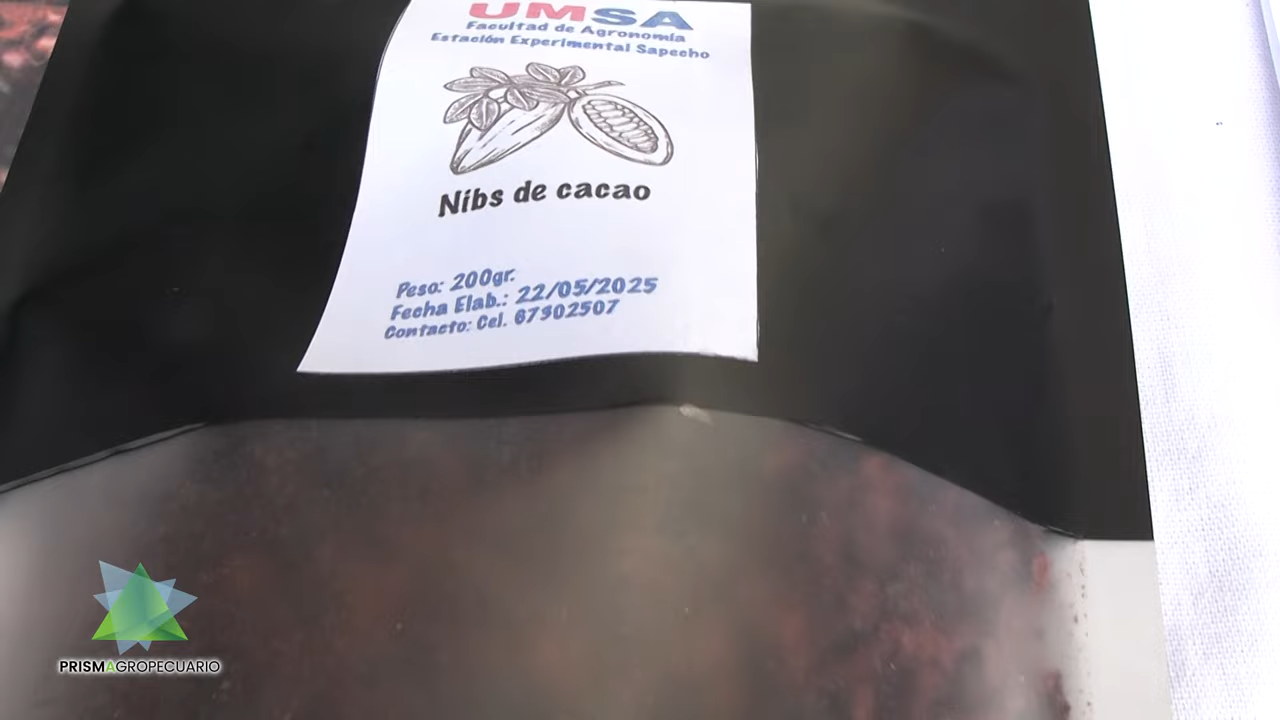 UMSA
Facultad de Agronomía
Estación Experimental Sapecho
Nibs de cacao
Peso: 200gr.
Fecha Elab.: 22/05/2025
Contacto: Cel. 67302507
PRISMAGROPECUARIO